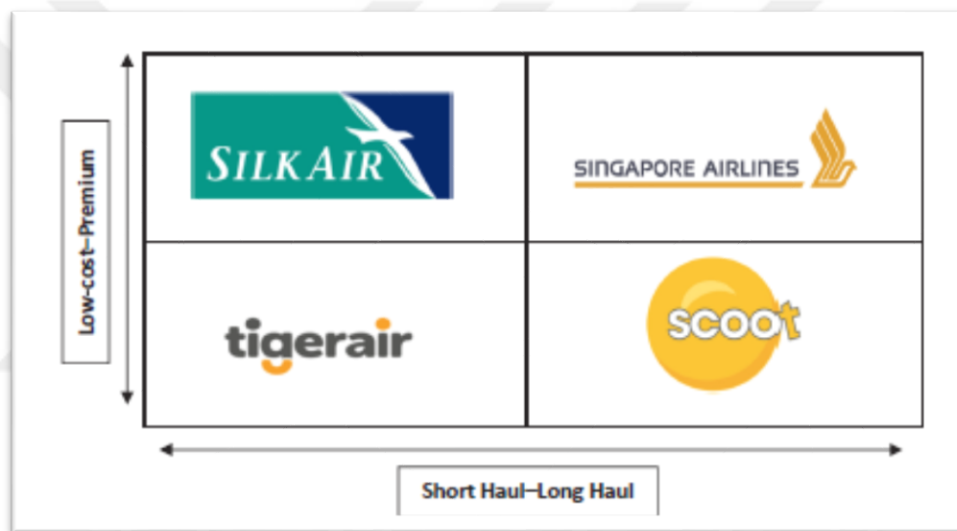 SILKAIR
SINGAPORE AIRLINES
Low-cost–Premium
tigerair
scoot
Short Haul–Long Haul